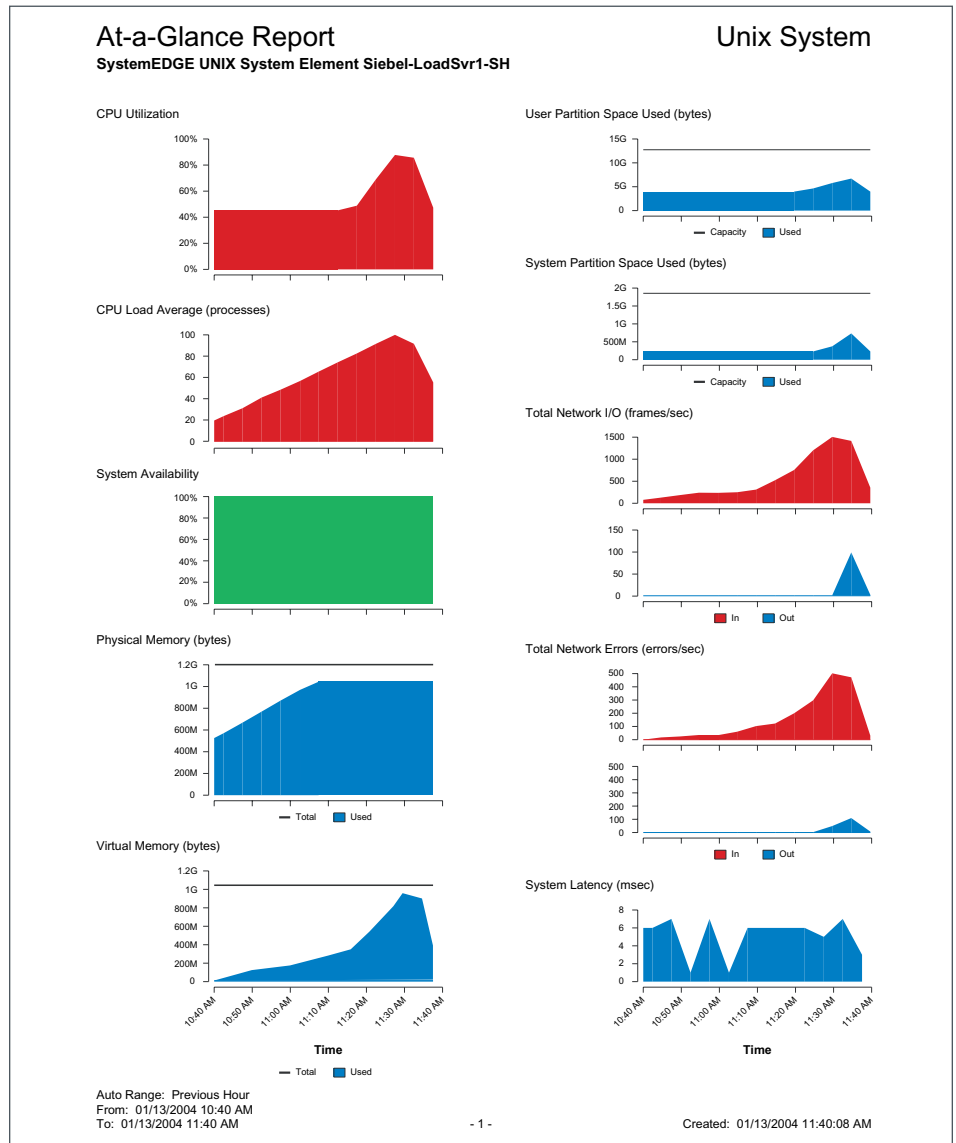 At-a-Glance Report
Unix System
SystemEDGE UNIX System Element Siebel-LoadSvr1-SH
CPU Utilization
100%
80%
60%
40%
20%
0%
CPU Load Average (processes)
100
80
60
40
20
0
System Availability
100%
80%
60%
40%
20%
0%
Physical Memory (bytes)
1.2G
1G
800M
600M
400M
200M
0
Total Used
Virtual Memory (bytes)
1.2G
1G
800M
600M
400M
200M
0
10:40 AM 10:50 AM 11:00 AM 11:10 AM 11:20 AM 11:30 AM 11:40 AM
Time
Total Used
User Partition Space Used (bytes)
15G
10G
5G
0
Capacity Used
System Partition Space Used (bytes)
2G
1.5G
1G
500M
0
Capacity Used
Total Network I/O (frames/sec)
1500
1000
500
0
150
100
50
0
In Out
Total Network Errors (errors/sec)
500
400
300
200
100
0
500
400
300
200
100
0
In Out
System Latency (msec)
8
6
4
2
0
10:40 AM 10:50 AM 11:00 AM 11:10 AM 11:20 AM 11:30 AM 11:40 AM
Time
Auto Range: Previous Hour
From: 01/13/2004 10:40 AM
To: 01/13/2004 11:40 AM
- 1 -
Created: 01/13/2004 11:40:08 AM